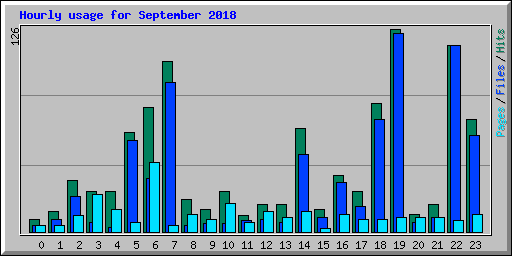 Hourly usage for September 2018
126
Pages/Files/Hits
0 1 2 3 4 5 6 7 8 9 10 11 12 13 14 15 16 17 18 19 20 21 22 23